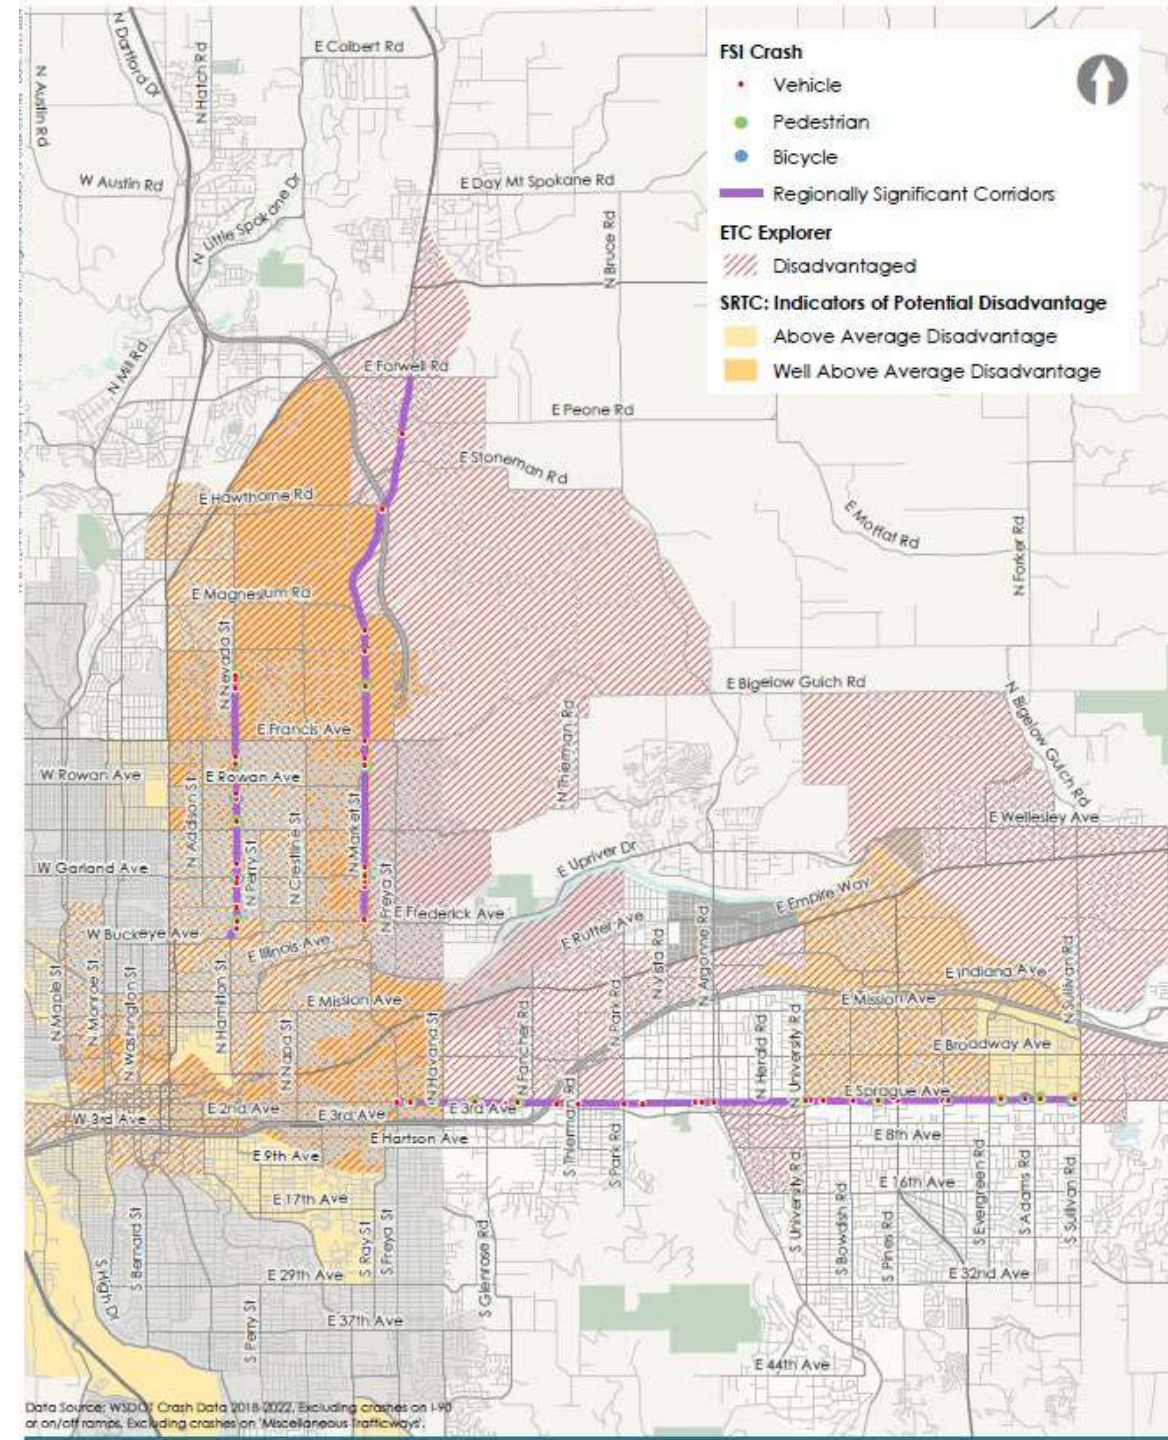 FSI Crash
Vehicle
Pedestrian
Bicycle
Regionally Significant Corridors
ETC Explorer
Disadvantaged
SRTC: Indicators of Potential Disadvantage
Above Average Disadvantage
Well Above Average Disadvantage
N Dartford Dr
N Hatch Rd
E Colbert Rd
N Austin Rd
W Austin Rd
E Day Mt Spokane Rd
N Little Spokane Dr
N Bruce Rd
N Mill Rd
E Farwell Rd
E Peone Rd
E Stoneman Rd
E Hawthorne Rd
E Moffat Rd
N Forker Rd
E Magnesium Rd
N Nevada St
E Bigelow Gulch Rd
N Bigelow Gulch Rd
E Francis Ave
N Thierman Rd
W Rowan Ave
E Rowan Ave
N Addison St
N Perry St
N Crestline St
N Market St
E Wellesley Ave
W Garland Ave
N Freya St
E Upriver Dr
E Empire Way
E Frederick Ave
E Rutter Ave
W Buckeye Ave
E Illinois Ave
N Vista Rd
N Argonne Rd
E Indiana Ave
N Sullivan Rd
N Maple St
N Monroe St
N Washington St
N Hamilton St
E Mission Ave
N Napa St
N Havana St
N Fancher Rd
N Park Rd
E Mission Ave
N Herald Rd
N University Rd
E Broadway Ave
E Sprague Ave
E 2nd Ave
E 3rd Ave
E 3rd Ave
W 3rd Ave
S Thierman Rd
E Hartson Ave
E 8th Ave
E 9th Ave
S Park Rd
E 16th Ave
E 17th Ave
S University Rd
S Bowdish Rd
S Pines Rd
S Evergreen Rd
S Adams Rd
S Sullivan Rd
S High Dr
S Bernard St
S Ray St
S Freya St
S Glenrose Rd
E 29th Ave
E 32nd Ave
S Perry St
E 37th Ave
E 44th Ave
Data Source: WSDOT Crash Data 2018-2022. Excluding crashes on I-90
or on/off ramps. Excluding crashes on 'Miscellaneous Trafficways'.